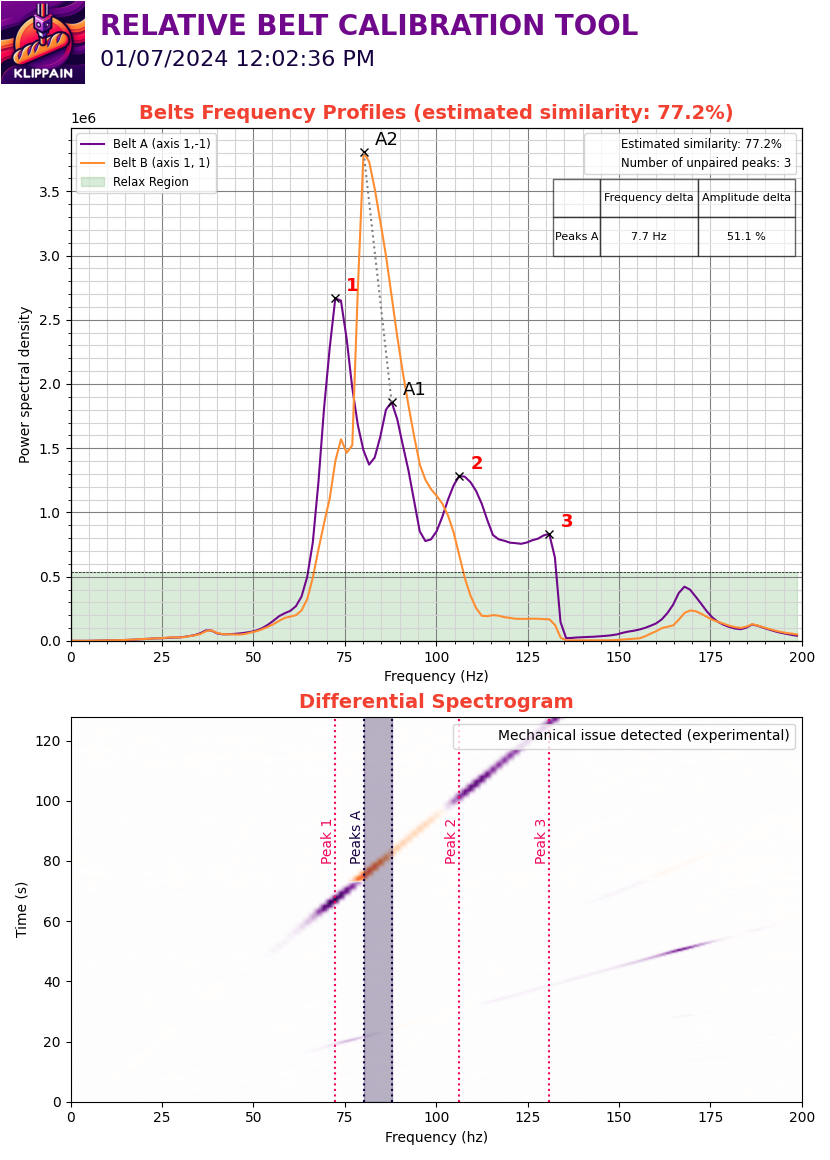 KLIPPAIN
RELATIVE BELT CALIBRATION TOOL
01/07/2024 12:02:36 PM
Belts Frequency Profiles (estimated similarity: 77.2%)
1e6
Belt A (axis 1,-1)
Belt B (axis 1, 1)
Relax Region
Estimated similarity: 77.2%
Number of unpaired peaks: 3
Frequency delta Amplitude delta
Peaks A 7.7 Hz 51.1 %
A2
1
A1
2
3
Power spectral density
3.5
3.0
2.5
2.0
1.5
1.0
0.5
0.0
0 25 50 75 100 125 150 175 200
Frequency (Hz)
Differential Spectrogram
Mechanical issue detected (experimental)
Peak 1
Peaks A
Peak 2
Peak 3
Time (s)
120
100
80
60
40
20
0
0 25 50 75 100 125 150 175 200
Frequency (hz)